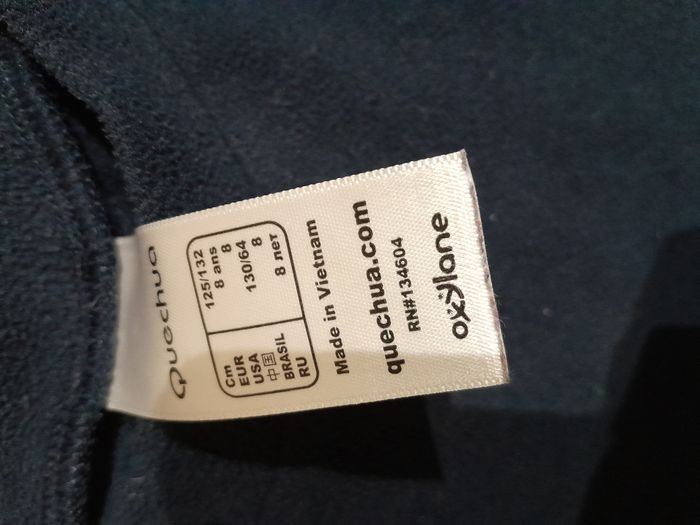 Quechua
Cm 125/132
EUR 8 ans
USA 8
中国 130/64
BRASIL 8
RU 8 лет
Made in Vietnam
quechua.com
RN#134604
oxylane